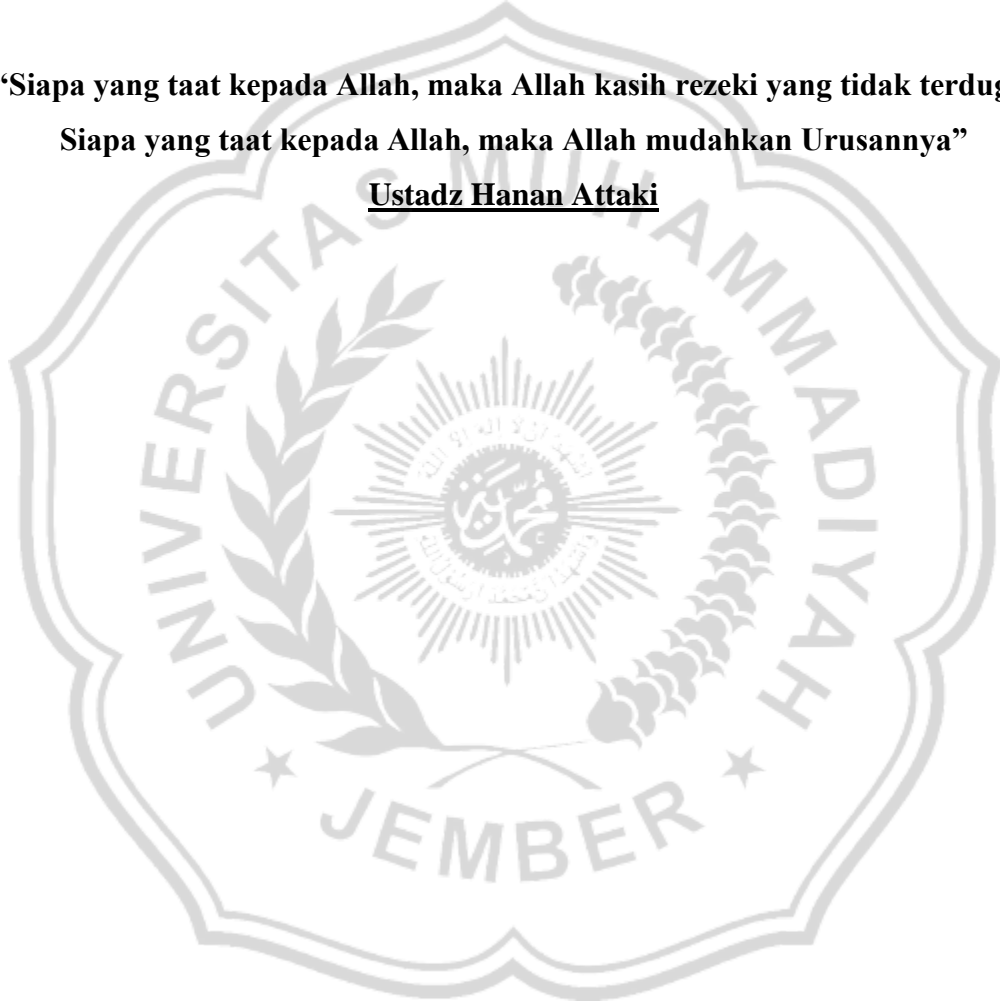 “Siapa yang taat kepada Allah, maka Allah kasih rezeki yang tidak
Siapa yang taat kepada Allah, maka Allah mudahkan Urusannya”
Ustadz Hanan Attaki
UNIVERSITAS MUHAMMADIYAH
JEMBER